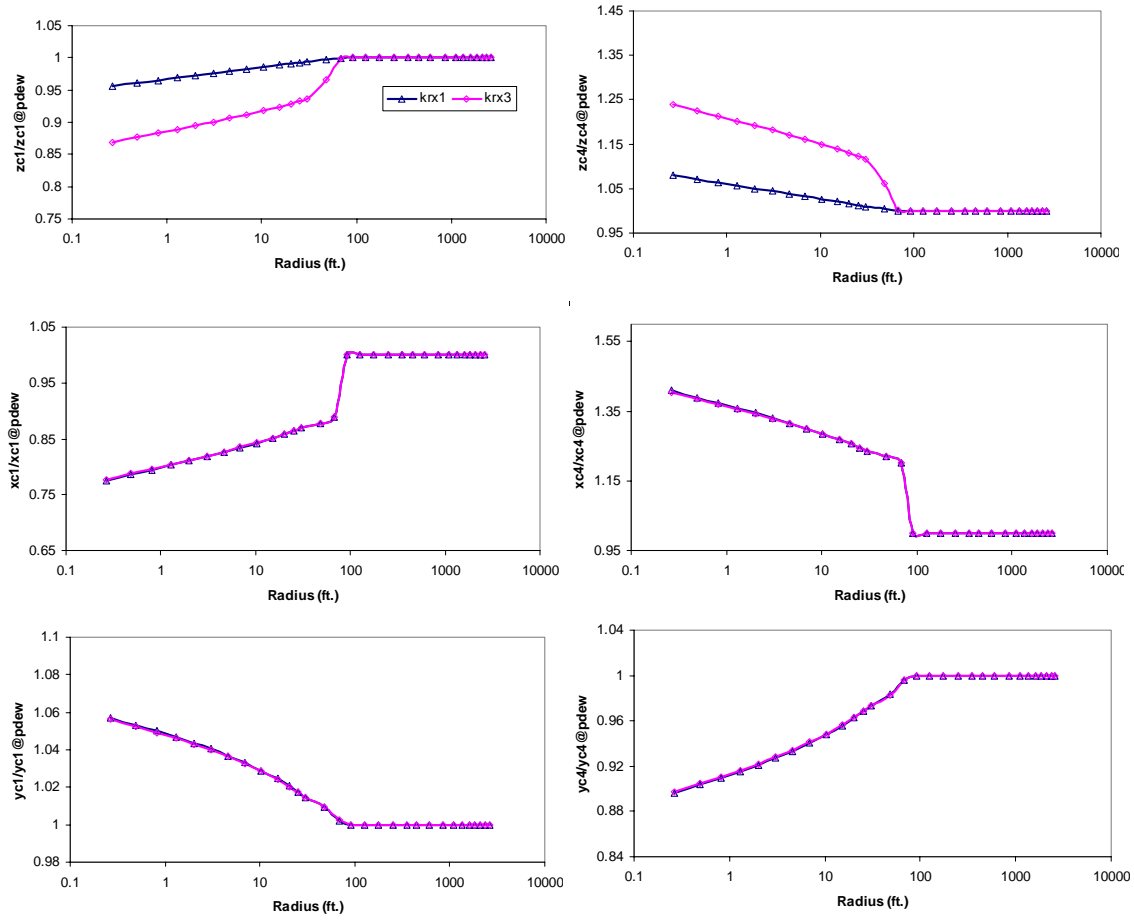 1.05
1
0.95
0.9
0.85
0.8
0.75
zc1/zc1@pdew
0.1 1 10 100 1000 10000
Radius (ft.)
krx1 krx3
1.45
1.35
1.25
1.15
1.05
0.95
zc4/zc4@pdew
0.1 1 10 100 1000 10000
Radius (ft.)
1.05
0.95
0.85
0.75
0.65
xc1/xc1@pdew
0.1 1 10 100 1000 10000
Radius (ft.)
1.55
1.35
1.15
0.95
xc4/xc4@pdew
0.1 1 10 100 1000 10000
Radius (ft.)
1.1
1.08
1.06
1.04
1.02
1
0.98
yc1/yc1@pdew
0.1 1 10 100 1000 10000
Radius (ft.)
1.04
1
0.96
0.92
0.88
0.84
yc4/yc4@pdew
0.1 1 10 100 1000 10000
Radius (ft.)